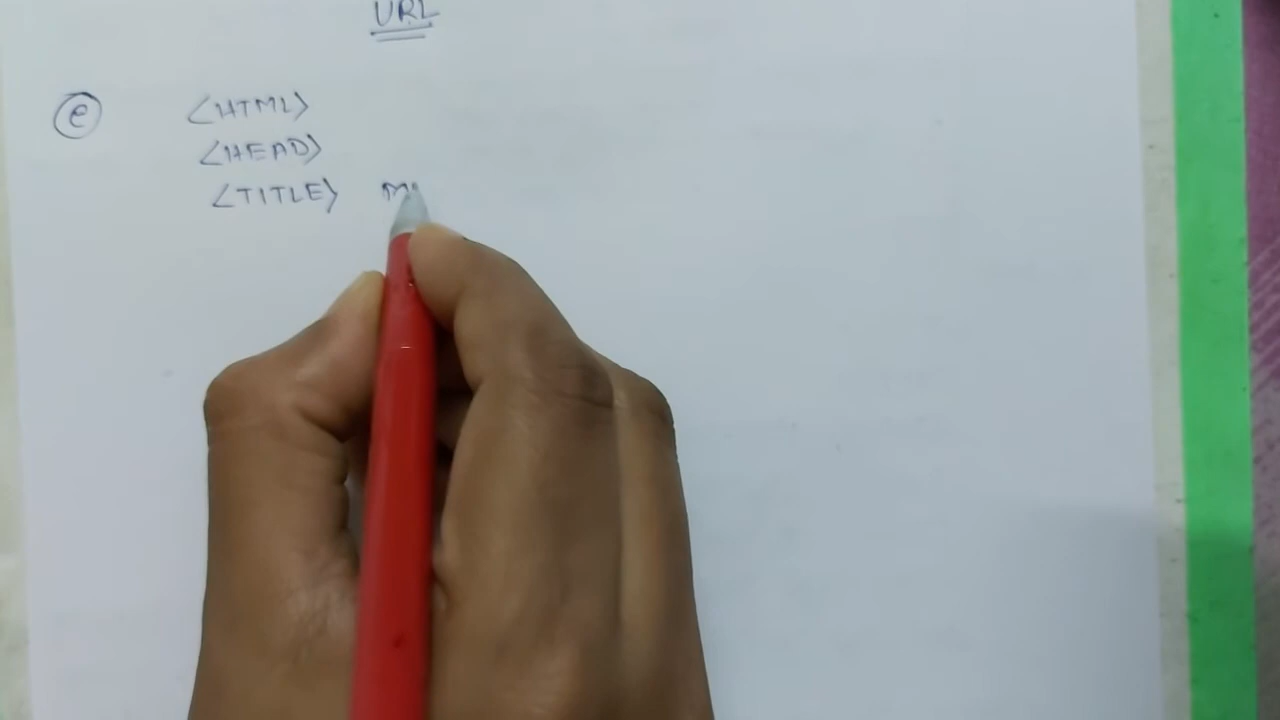 URL
ⓔ <HTML>
<HEAD>
<TITLE> M